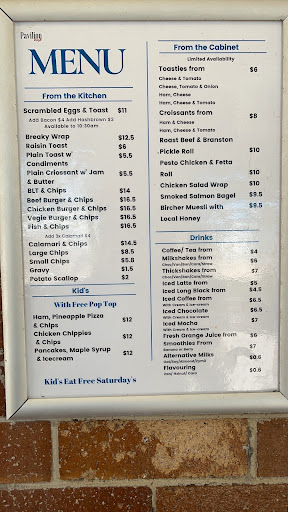 Pavilion
MENU
From the Kitchen
Scrambled Eggs & Toast $11
Add Bacon $4 Add Hashbrown $3
Available to 10:30am
Breaky Wrap $12.5
Raisin Toast $6
Plain Toast w' $5.5
Condiments
Plain Criossant w' Jam $5.5
& Butter
BLT & Chips $14
Beef Burger & Chips $16.5
Chicken Burger & Chips $16.5
Vegie Burger & Chips $16.5
Fish & Chips $16.5
Add 3x Calamari $4
Calamari & Chips $14.5
Large Chips $8.5
Small Chips $5.8
Gravy $1.5
Potato Scallop $2
Kid's
With Free Pop Top
Ham, Pineapple Pizza $12
& Chips
Chicken Chippies $12
& Chips
Pancakes, Maple Syrup $12
& Icecream
Kid's Eat Free Saturday's
From the Cabinet
Limited Availability
Toasties from $6
Cheese & Tomato
Cheese, Tomato & Onion
Ham, Cheese
Ham, Cheese & Tomato
Croissants from $8
Ham & Cheese
Ham, Cheese & Tomato
Roast Beef & Branston
Pickle Roll $10
Pesto Chicken & Fetta
Roll $10
Chicken Salad Wrap $10
Smoked Salmon Bagel $9.5
Bircher Muesli with $9.5
Local Honey
Drinks
Coffee/ Tea from $4
Milkshakes from $5
Thickshakes from $7
Iced Latte from $5
Iced Long Black from $4.5
Iced Coffee from $6.5
With Cream & Ice-cream
Iced Chocolate $6.5
With Cream & Ice-cream
Iced Mocha $7
With Cream & Ice-cream
Fresh Orange Juice from $6
Smoothies From $7
Banana or Berry
Alternative Milks $0.6
Flavouring $0.6